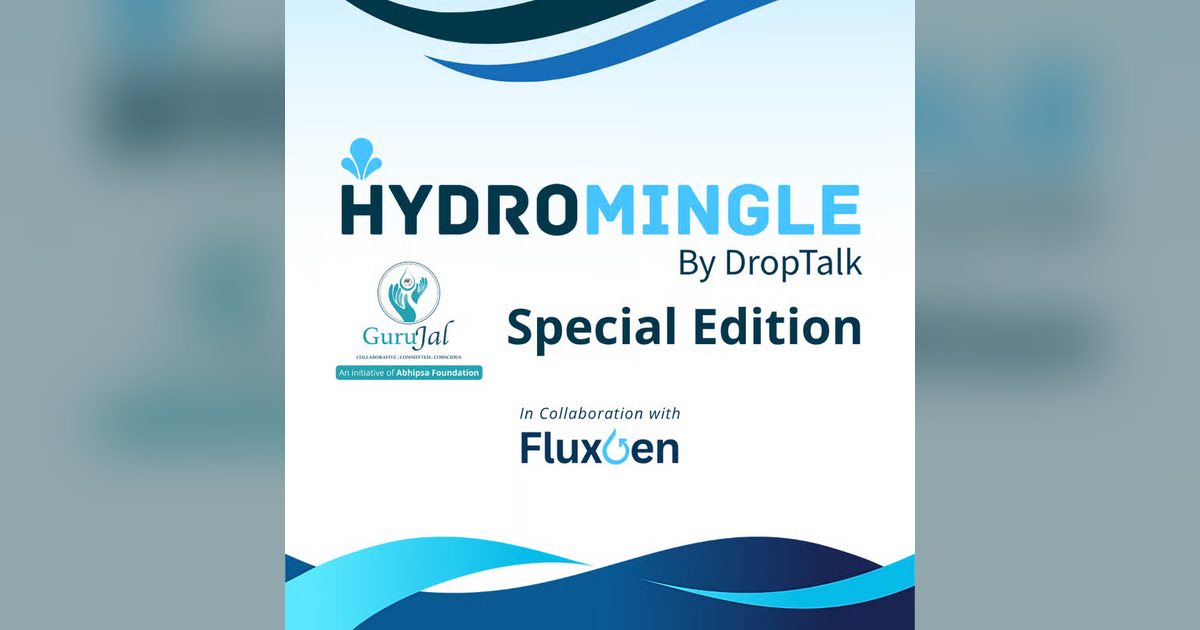 HYDROMINGLE
By DropTalk
GuruJal
COLLABORATIVE . COMMITTED . CONSCIOUS
An initiative of Abhipsa Foundation
Special Edition
In Collaboration with
FluxGen